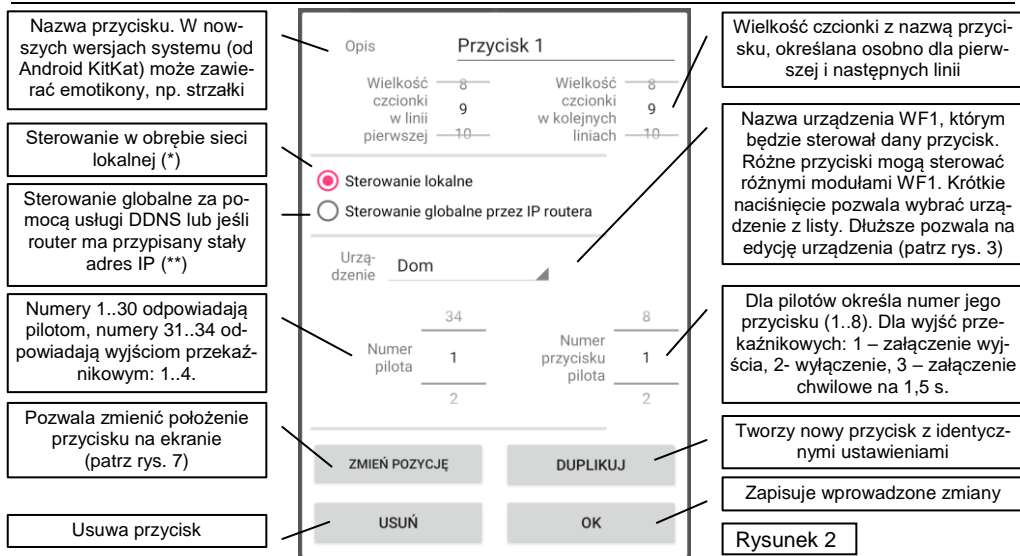 Nazwa przycisku. W now-
szych wersjach systemu (od
Android KitKat) może zawie-
rać emotikony, np. strzałki
Sterowanie w obrębie sieci
lokalnej (*)
Sterowanie globalne za po-
mocą usługi DDNS lub jeśli
router ma przypisany stały
adres IP (**)
Numery 1..30 odpowiadają
pilotom, numery 31..34 od-
powiadają wyjściom przekaź-
nikowym: 1..4.
Pozwala zmienić położenie
przycisku na ekranie
(patrz rys. 7)
Usuwa przycisk
Opis Przycisk 1
Wielkość
czcionki
w linii
pierwszej
8
9
10
Wielkość
czcionki
w kolejnych
liniach
8
9
10
Sterowanie lokalne
Sterowanie globalne przez IP routera
Urzą-
dzenie
Dom
34
Numer
pilota
1
2
8
Numer
przycisku
pilota
1
2
ZMIEŃ POZYCJĘ
DUPLIKUJ
USUŃ
OK
Wielkość czcionki z nazwą przyci-
sku, określana osobno dla pierw-
szej i następnych linii
Nazwa urządzenia WF1, którym
będzie sterował dany przycisk.
Różne przyciski mogą sterować
różnymi modułami WF1. Krótkie
naciśnięcie pozwala wybrać urzą-
dzenie z listy. Dłuższe pozwala na
edycję urządzenia (patrz rys. 3)
Dla pilotów określa numer jego
przycisku (1..8). Dla wyjść prze-
kaźnikowych: 1 – załączenie wyj-
ścia, 2- wyłączenie, 3 – załączenie
chwilowe na 1,5 s.
Tworzy nowy przycisk z identycz-
nymi ustawieniami
Zapisuje wprowadzone zmiany
Rysunek 2